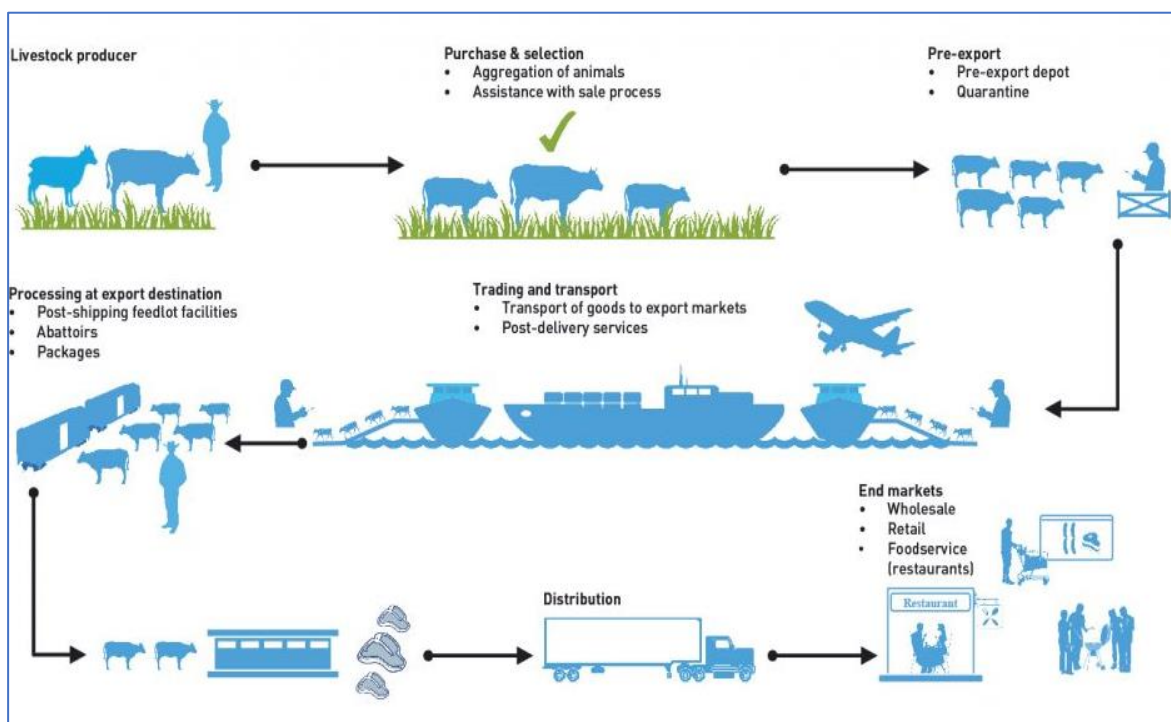 Livestock producer
Purchase & selection
• Aggregation of animals
• Assistance with sale process
Pre-export
• Pre-export depot
• Quarantine
Processing at export destination
• Post-shipping feedlot facilities
• Abattoirs
• Packages
Trading and transport
• Transport of goods to export markets
• Post-delivery services
End markets
• Wholesale
• Retail
• Foodservice
(restaurants)
Restaurant
Distribution